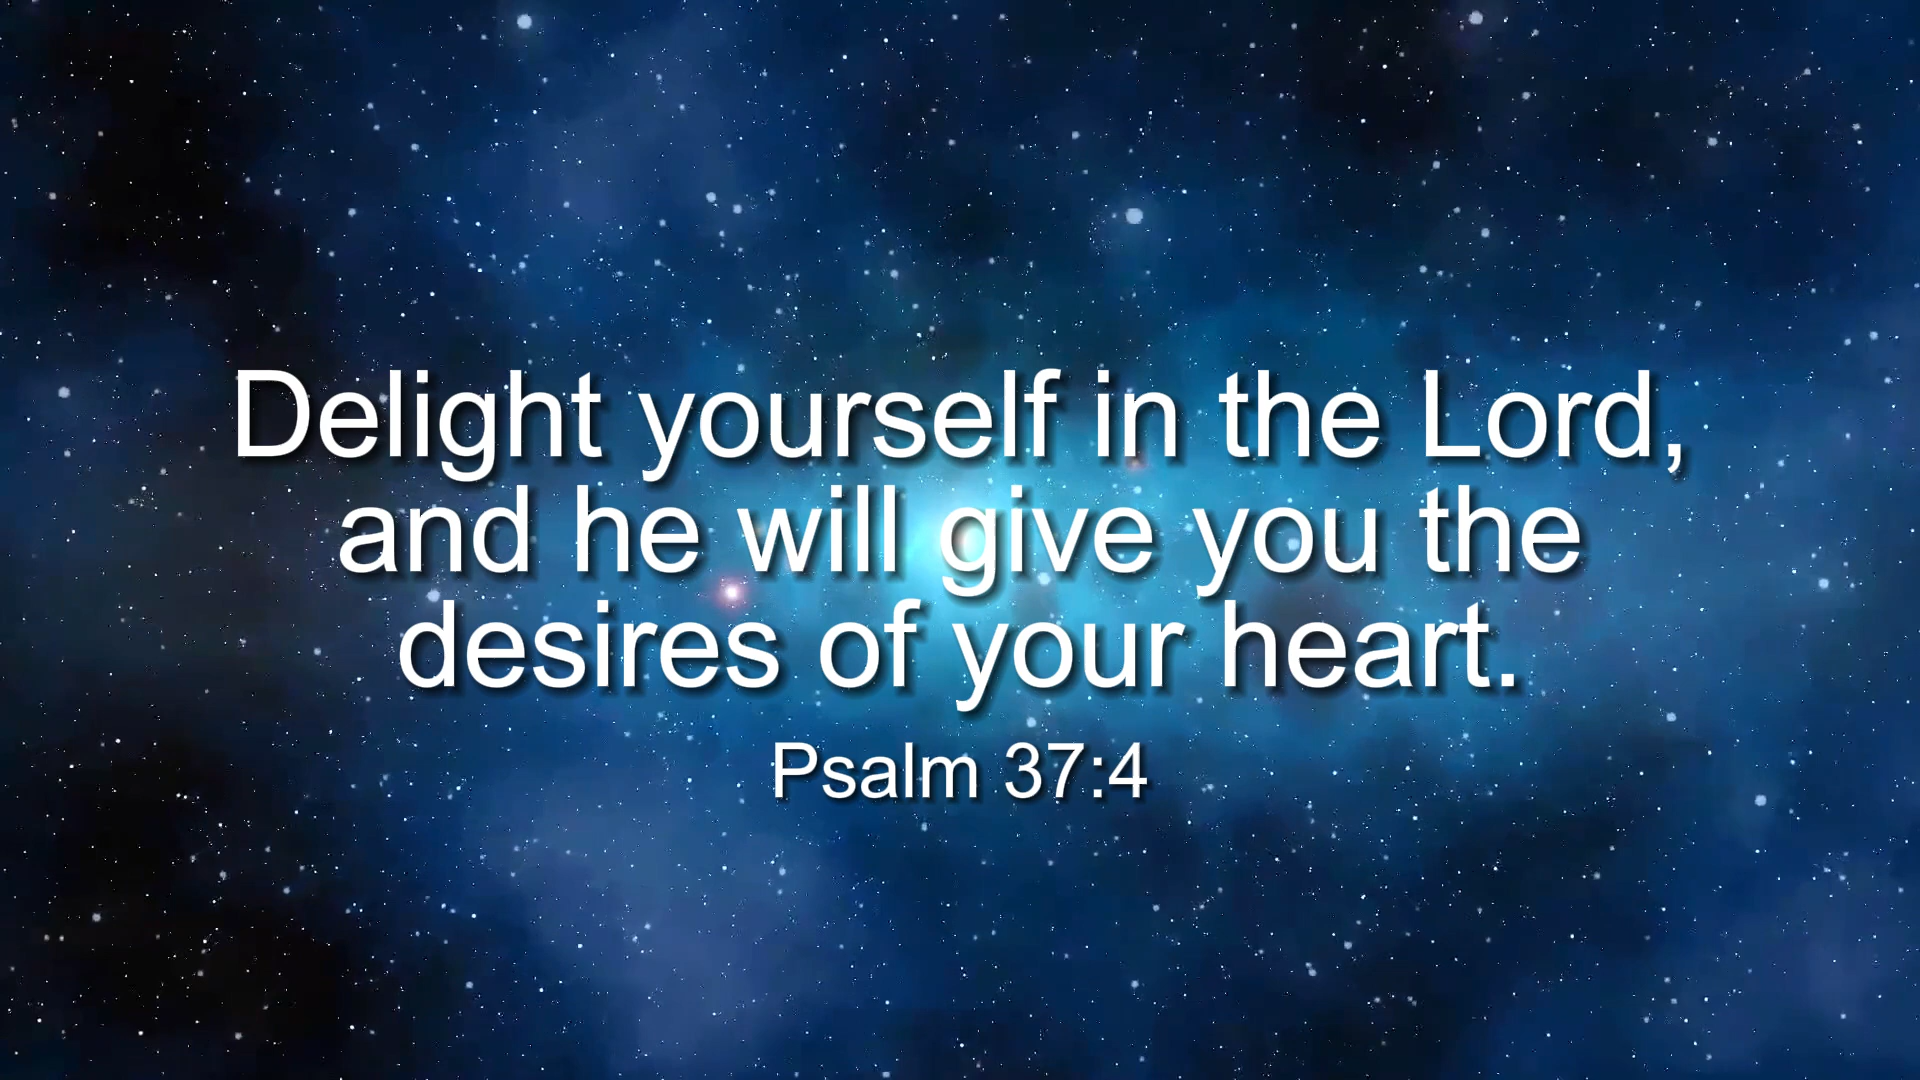 Delight yourself in the Lord,
and he will give you the
desires of your heart.
Psalm 37:4